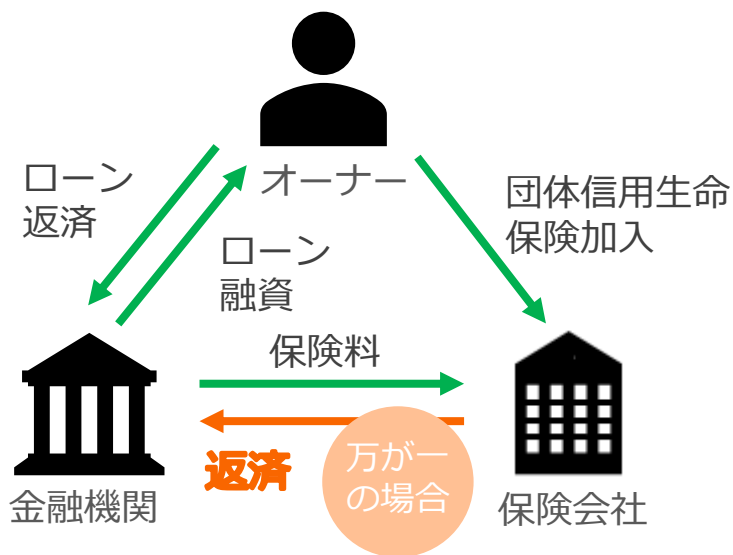 オーナー
ローン
返済
ローン
融資
団体信用生命
保険加入
保険料
返済
万が一
の場合
金融機関
保険会社